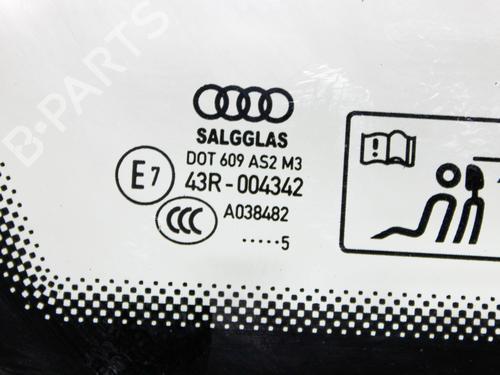 B-PARTS
SALGGLAS
DOT 609 AS2 M3
E7
43R-004342
CCC
A038482
.....5